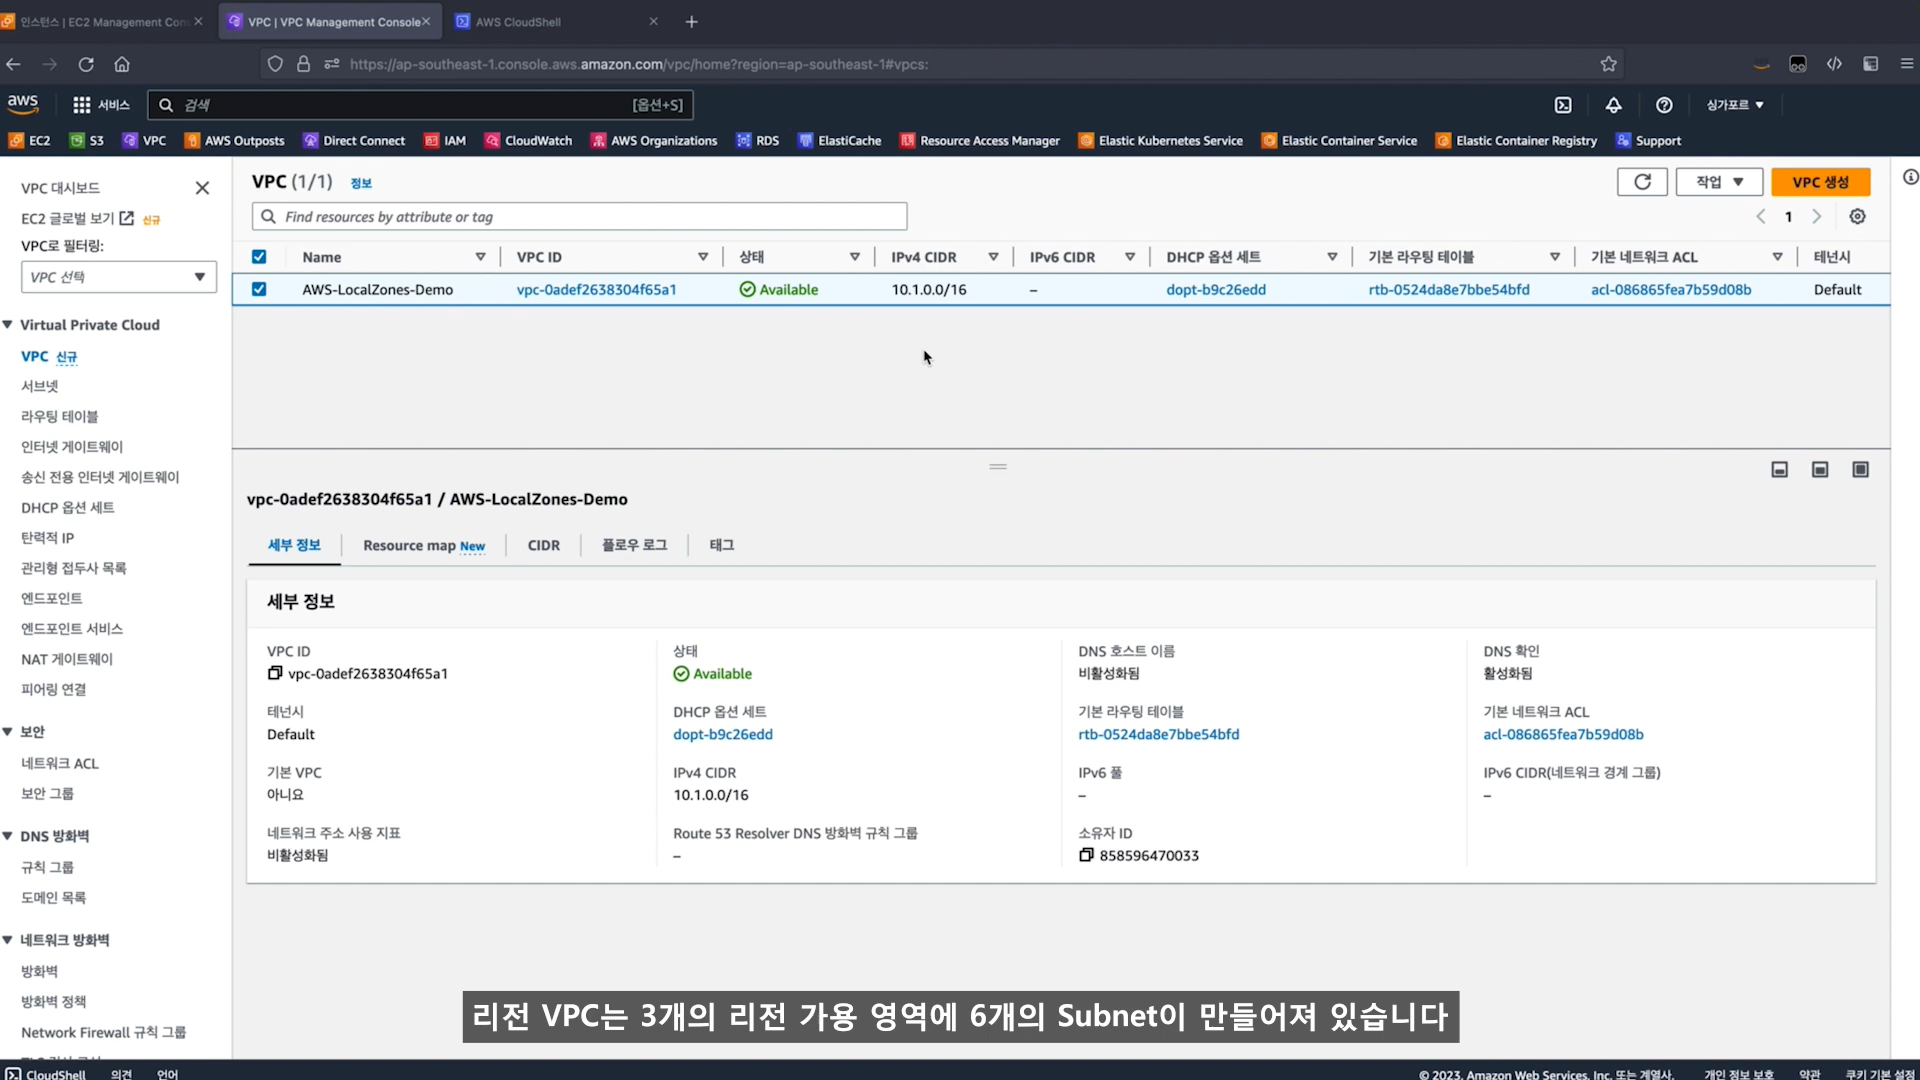 인스턴스 | EC2 Management Con
VPC | VPC Management Console
AWS CloudShell
https://ap-southeast-1.console.aws.amazon.com/vpc/home?region=ap-southeast-1#vpcs:
aws
서비스
검색
[옵션+S]
싱가포르
EC2
S3
VPC
AWS Outposts
Direct Connect
IAM
CloudWatch
AWS Organizations
RDS
ElastiCache
Resource Access Manager
Elastic Kubernetes Service
Elastic Container Service
Elastic Container Registry
Support
VPC 대시보드
EC2 글로벌 보기 신규
VPC로 필터링:
VPC 선택
Virtual Private Cloud
VPC 신규
서브넷
라우팅 테이블
인터넷 게이트웨이
송신 전용 인터넷 게이트웨이
DHCP 옵션 세트
탄력적 IP
관리형 접두사 목록
엔드포인트
엔드포인트 서비스
NAT 게이트웨이
피어링 연결
보안
네트워크 ACL
보안 그룹
DNS 방화벽
규칙 그룹
도메인 목록
네트워크 방화벽
방화벽
방화벽 정책
Network Firewall 규칙 그룹
VPC (1/1) 정보
작업
VPC 생성
Find resources by attribute or tag
1
Name VPC ID 상태 IPv4 CIDR IPv6 CIDR DHCP 옵션 세트 기본 라우팅 테이블 기본 네트워크 ACL 테넌시
AWS-LocalZones-Demo vpc-0adef2638304f65a1 Available 10.1.0.0/16 – dopt-b9c26edd rtb-0524da8e7bbe54bfd acl-086865fea7b59d08b Default
vpc-0adef2638304f65a1 / AWS-LocalZones-Demo
세부 정보
Resource map New
CIDR
플로우 로그
태그
세부 정보
VPC ID
vpc-0adef2638304f65a1
상태
Available
DNS 호스트 이름
비활성화됨
DNS 확인
활성화됨
테넌시
Default
DHCP 옵션 세트
dopt-b9c26edd
기본 라우팅 테이블
rtb-0524da8e7bbe54bfd
기본 네트워크 ACL
acl-086865fea7b59d08b
기본 VPC
아니요
IPv4 CIDR
10.1.0.0/16
IPv6 풀
–
IPv6 CIDR(네트워크 경계 그룹)
–
네트워크 주소 사용 지표
비활성화됨
Route 53 Resolver DNS 방화벽 규칙 그룹
–
소유자 ID
858596470033
리전 VPC는 3개의 리전 가용 영역에 6개의 Subnet이 만들어져 있습니다
CloudShell
의견
언어
© 2023, Amazon Web Services, Inc. 또는 계열사.
개인 정보 보호
약관
쿠키 기본 설정